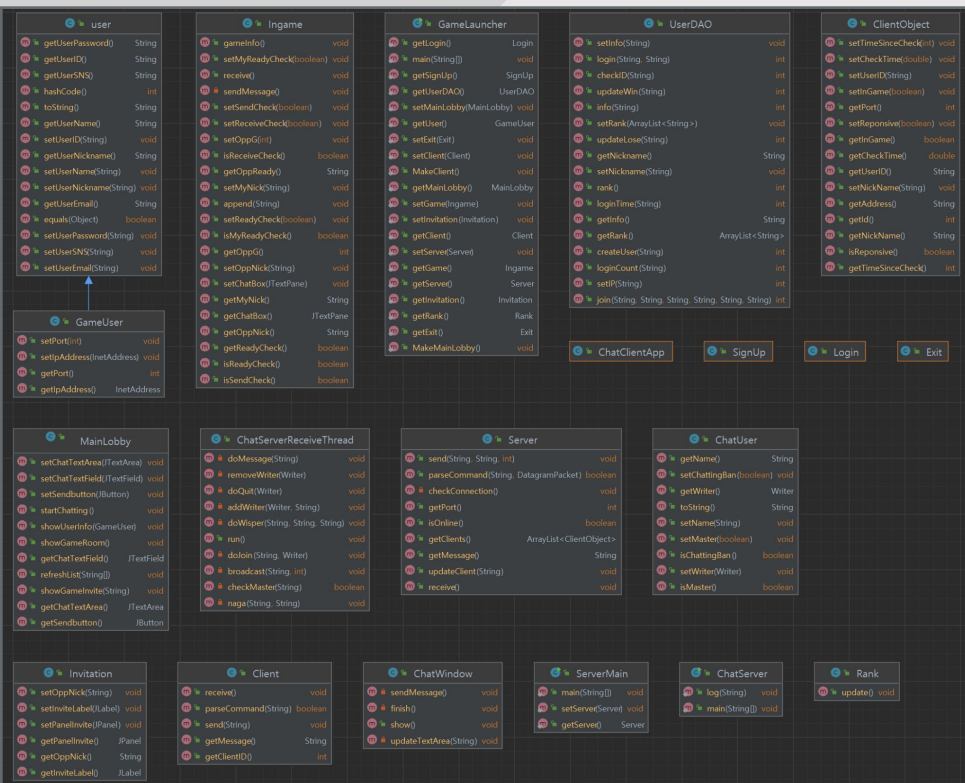 user
getUserPassword() String
getUserID() String
getUserSNS() String
hashCode() int
toString() String
getUserName() String
setUserID(String) void
getUserNickname() String
setUserName(String) void
setUserNickname(String) void
getUserEmail() String
equals(Object) boolean
setUserPassword(String) void
setUserSNS(String) void
setUserEmail(String) void
GameUser
setPort(int) void
setIpAddress(InetAddress) void
getPort() int
getIpAddress() InetAddress
Ingame
gameInfo() void
setMyReadyCheck(boolean) void
receive() void
sendMessage() void
setSendCheck(boolean) void
setReceiveCheck(boolean) void
setOppG(int) void
isReceiveCheck() boolean
getOppReady() String
setMyNick(String) void
append(String) void
setReadyCheck(boolean) void
isMyReadyCheck() boolean
getOppG() int
setOppNick(String) void
setChatBox(JTextPane) void
getMyNick() String
getChatBox() JTextPane
getOppNick() String
getReadyCheck() boolean
isReadyCheck() boolean
isSendCheck() boolean
GameLauncher
getLogin() Login
main(String[]) void
getSignUp() SignUp
getUserDAO() UserDAO
setMainLobby(MainLobby) void
getUser() GameUser
setExit(Exit) void
setClient(Client) void
MakeClient() void
getMainLobby() MainLobby
setGame(Ingame) void
setInvitation(Invitation) void
getClient() Client
setServer(Server) void
getGame() Ingame
getServer() Server
getInvitation() Invitation
getRank() Rank
getExit() Exit
MakeMainLobby() void
UserDAO
setInfo(String) void
login(String, String) int
checkID(String) int
updateWin(String) int
info(String) int
setRank(ArrayList<String>) void
updateLose(String) int
getNickname() String
setNickname(String) void
rank() int
loginTime(String) int
getInfo() String
getRank() ArrayList<String>
createUser(String) int
loginCount(String) int
setIP(String) int
join(String, String, String, String, String, String) int
ClientObject
setTimeSinceCheck(int) void
setCheckTime(double) void
setUserID(String) void
setInGame(boolean) void
getPort() int
setReponsive(boolean) void
getInGame() boolean
getCheckTime() double
getUserID() String
setNickName(String) void
getAddress() String
getId() int
getNickName() String
isReponsive() boolean
getTimeSinceCheck() int
ChatClientApp
SignUp
Login
Exit
MainLobby
setChatTextArea(JTextArea) void
setChatTextField(JTextField) void
setSendbutton(JButton) void
startChatting() void
showUserInfo(GameUser) void
showGameRoom() void
getChatTextField() JTextField
refreshList(String[]) void
showGameInvite(String) void
getChatTextArea() JTextArea
getSendbutton() JButton
ChatServerReceiveThread
doMessage(String) void
removeWriter(Writer) void
doQuit(Writer) void
addWriter(Writer, String) void
doWisper(String, String, String) void
run() void
doJoin(String, Writer) void
broadcast(String, int) void
checkMaster(String) boolean
naga(String, String) void
Server
send(String, String, int) void
parseCommand(String, DatagramPacket) boolean
checkConnection() void
getPort() int
isOnline() boolean
getClients() ArrayList<ClientObject>
getMessage() String
updateClient(String) void
receive() void
ChatUser
getName() String
setChattingBan(boolean) void
getWriter() Writer
toString() String
setName(String) void
setMaster(boolean) void
isChattingBan() boolean
setWriter(Writer) void
isMaster() boolean
Invitation
setOppNick(String) void
setInviteLabel(JLabel) void
setPanelInvite(JPanel) void
getPanelInvite() JPanel
getOppNick() String
getInviteLabel() JLabel
Client
receive() void
parseCommand(String) boolean
send(String) void
getMessage() String
getClientID() int
ChatWindow
sendMessage() void
finish() void
show() void
updateTextArea(String) void
ServerMain
main(String[]) void
setServer(Server) void
getServer() Server
ChatServer
log(String) void
main(String[]) void
Rank
update() void